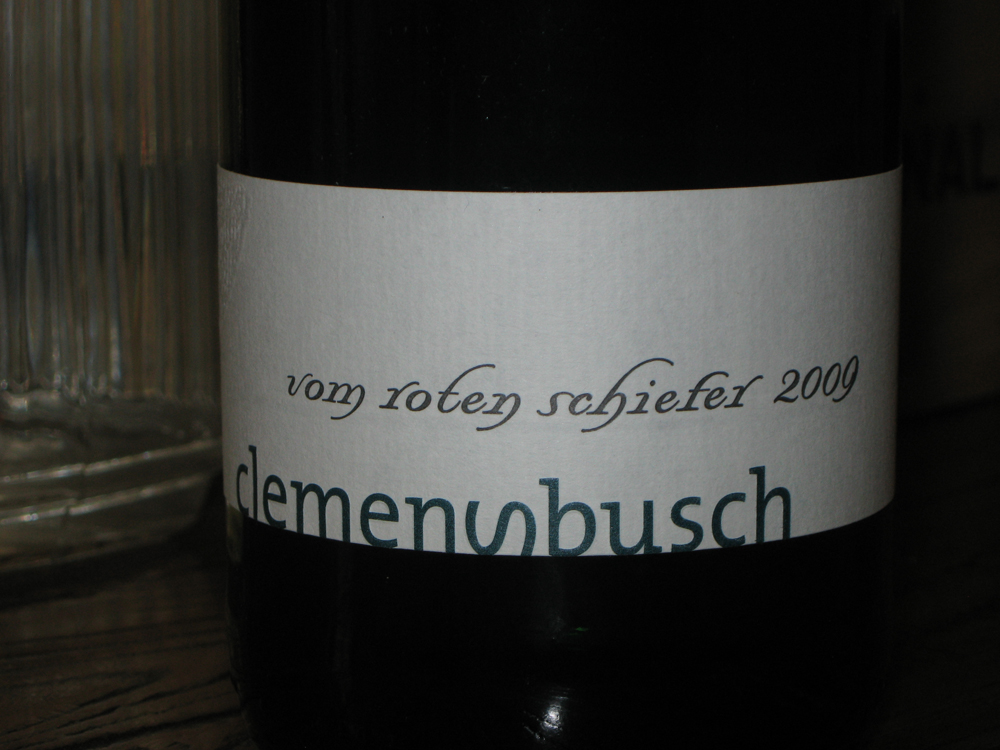 vom roten schiefer 2009
clemensbusch